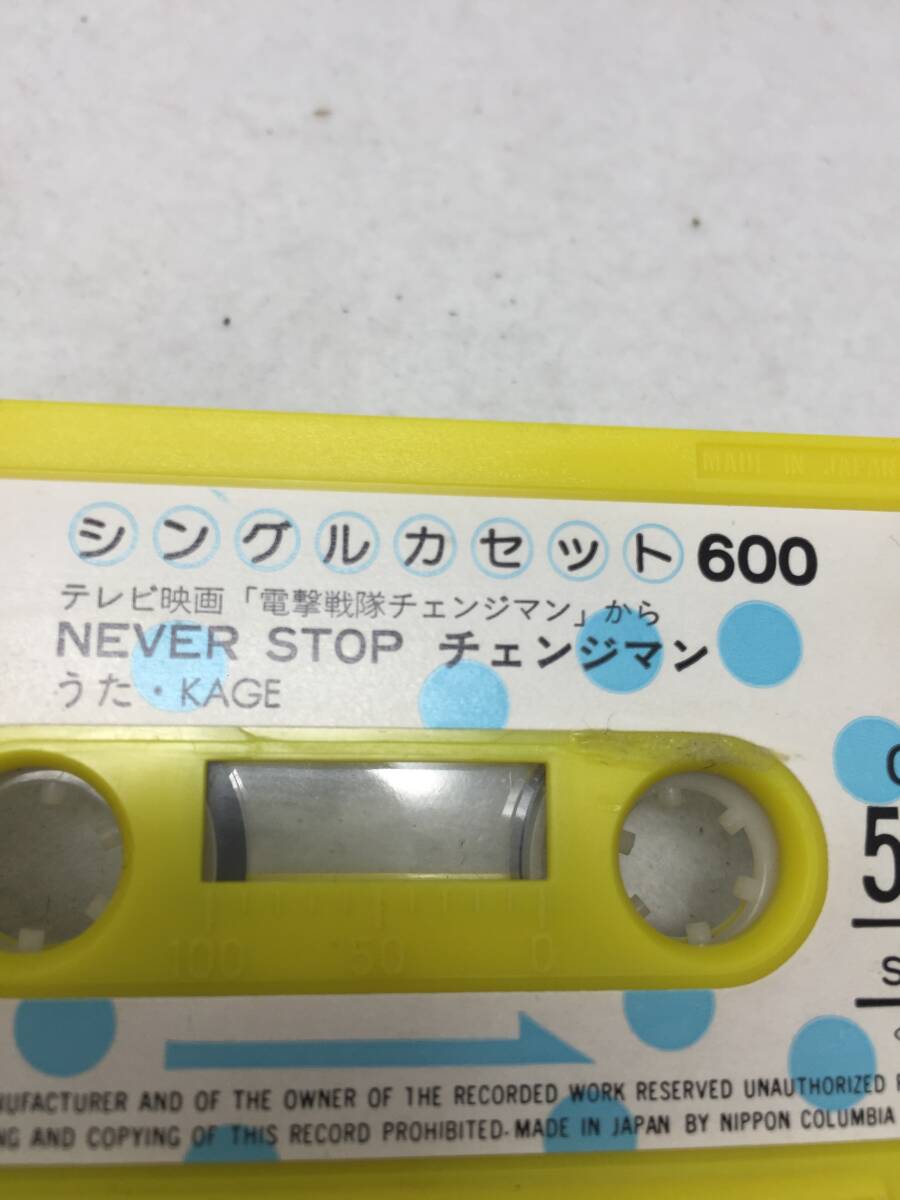 MADE IN JAPAN
シングルカセット600
テレビ映画「電撃戦隊チェンジマン」から
NEVER STOP チェンジマン
うた・KAGE
5
S
100 50 0
AND OF THE OWNER OF THE RECORDED WORK RESERVED UNAUTHORIZED
AND COPYING OF THIS RECORD PROHIBITED. MADE IN JAPAN BY NIPPON COLUMBIA